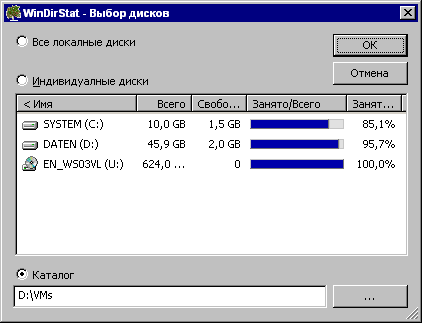 WinDirStat - Выбор дисков
Все локалные диски
OK
Индивидуалные диски
Отмена
< Имя Всего Свобо... Занято/Всего Занят...
SYSTEM (C:) 10,0 GB 1,5 GB 85,1%
DATEN (D:) 45,9 GB 2,0 GB 95,7%
EN_WS03VL (U:) 624,0 ... 0 100,0%
Каталог
D:\VMs ...